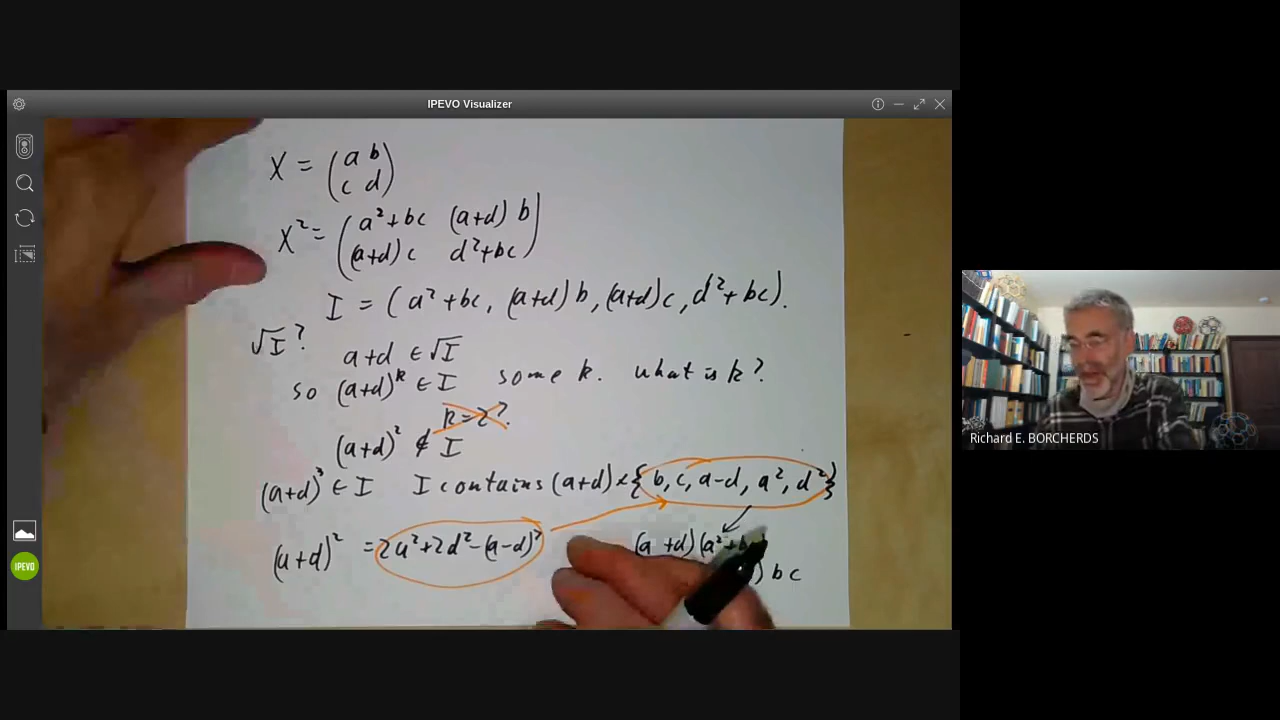 IPEVO Visualizer
X = (a b
c d)
X² = (a²+bc (a+d) b
(a+d) c d²+bc)
I = (a²+bc, (a+d)b, (a+d)c, d²+bc).
√I ?
a+d ∈ √I
so (a+d)ᵏ ∈ I some k. what is k?
k=2?
(a+d)² ∉ I
(a+d)³ ∈ I I contains (a+d)×{b, c, a-d, a², d²}
(a+d)² = 2a²+2d²-(a-d)² (a+d)(a²+b
) bc
IPEVO
Richard E. BORCHERDS